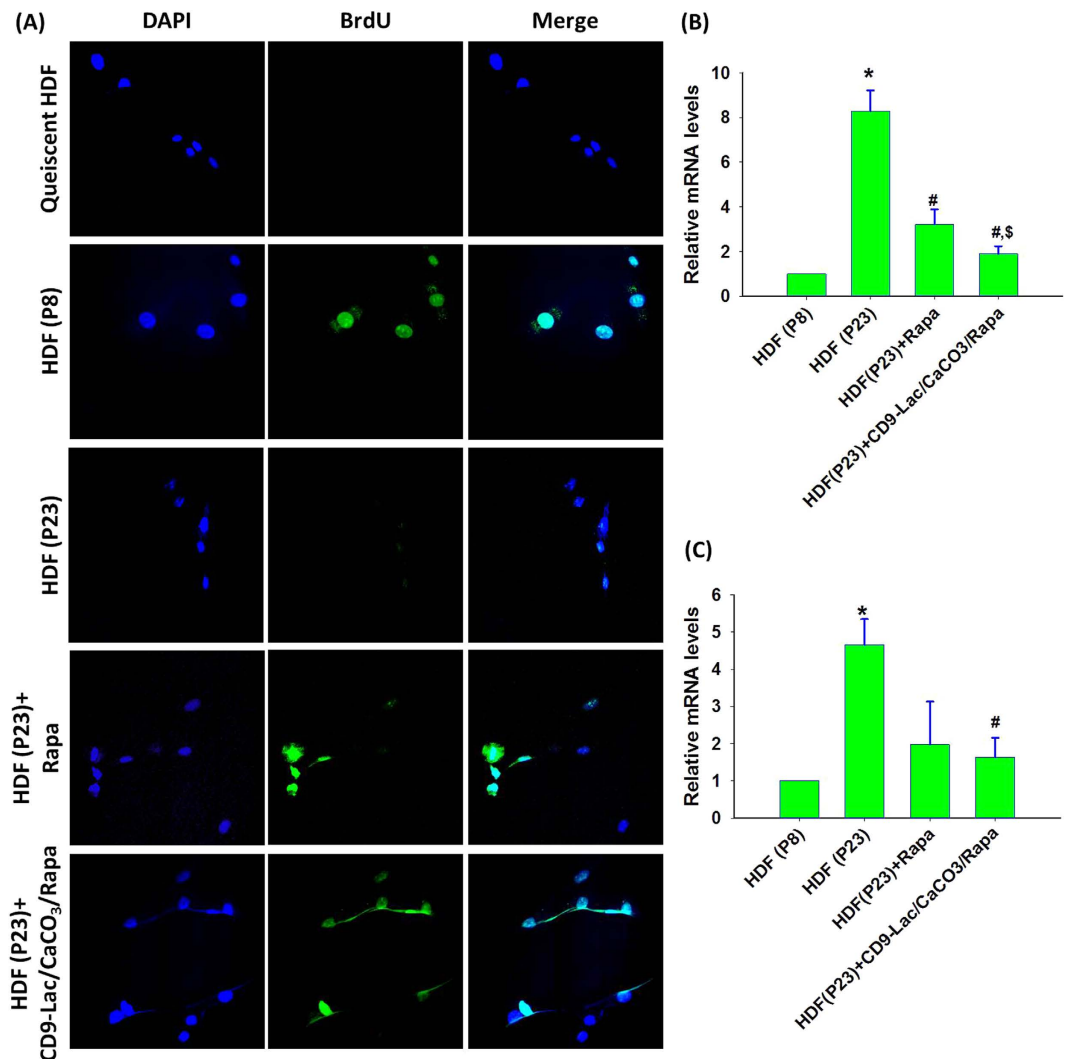 (A)
DAPI
BrdU
Merge
Queiscent HDF
HDF (P8)
HDF (P23)
HDF (P23)+
Rapa
HDF (P23)+
CD9-Lac/CaCO3/Rapa
(B)
Relative mRNA levels
10
8
6
4
2
0
*
#
#,$
HDF (P8)
HDF (P23)
HDF(P23)+Rapa
HDF(P23)+CD9-Lac/CaCO3/Rapa
(C)
Relative mRNA levels
6
5
4
3
2
1
0
*
#
HDF (P8)
HDF (P23)
HDF(P23)+Rapa
HDF(P23)+CD9-Lac/CaCO3/Rapa